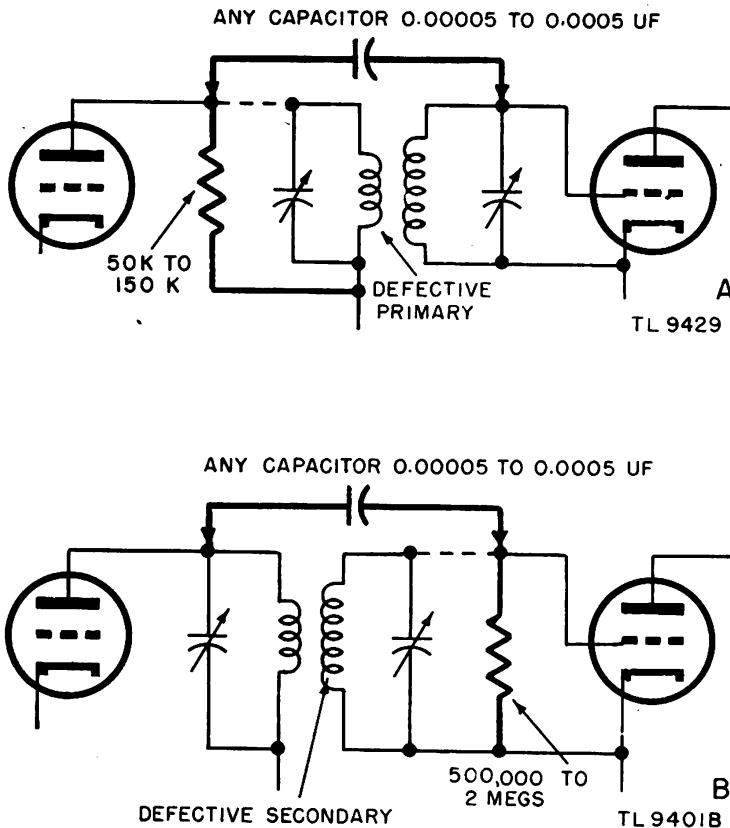 ANY CAPACITOR 0.00005 TO 0.0005 UF
50K TO
150 K
DEFECTIVE
PRIMARY
A
TL 9429
ANY CAPACITOR 0.00005 TO 0.0005 UF
500,000 TO
2 MEGS
DEFECTIVE SECONDARY
B
TL 9401B